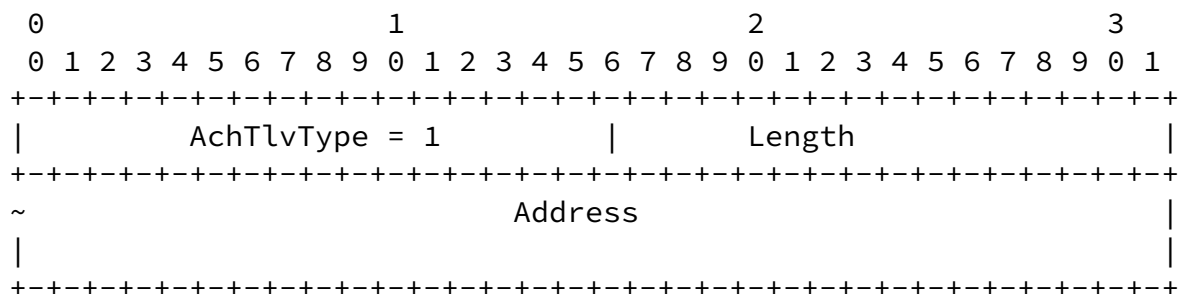 0                   1                   2                   3
 0 1 2 3 4 5 6 7 8 9 0 1 2 3 4 5 6 7 8 9 0 1 2 3 4 5 6 7 8 9 0 1
+-+-+-+-+-+-+-+-+-+-+-+-+-+-+-+-+-+-+-+-+-+-+-+-+-+-+-+-+-+-+-+-+
|         AchTlvType = 1         |       Length                 |
+-+-+-+-+-+-+-+-+-+-+-+-+-+-+-+-+-+-+-+-+-+-+-+-+-+-+-+-+-+-+-+-+
~                           Address                             |
|                                                               |
+-+-+-+-+-+-+-+-+-+-+-+-+-+-+-+-+-+-+-+-+-+-+-+-+-+-+-+-+-+-+-+-+